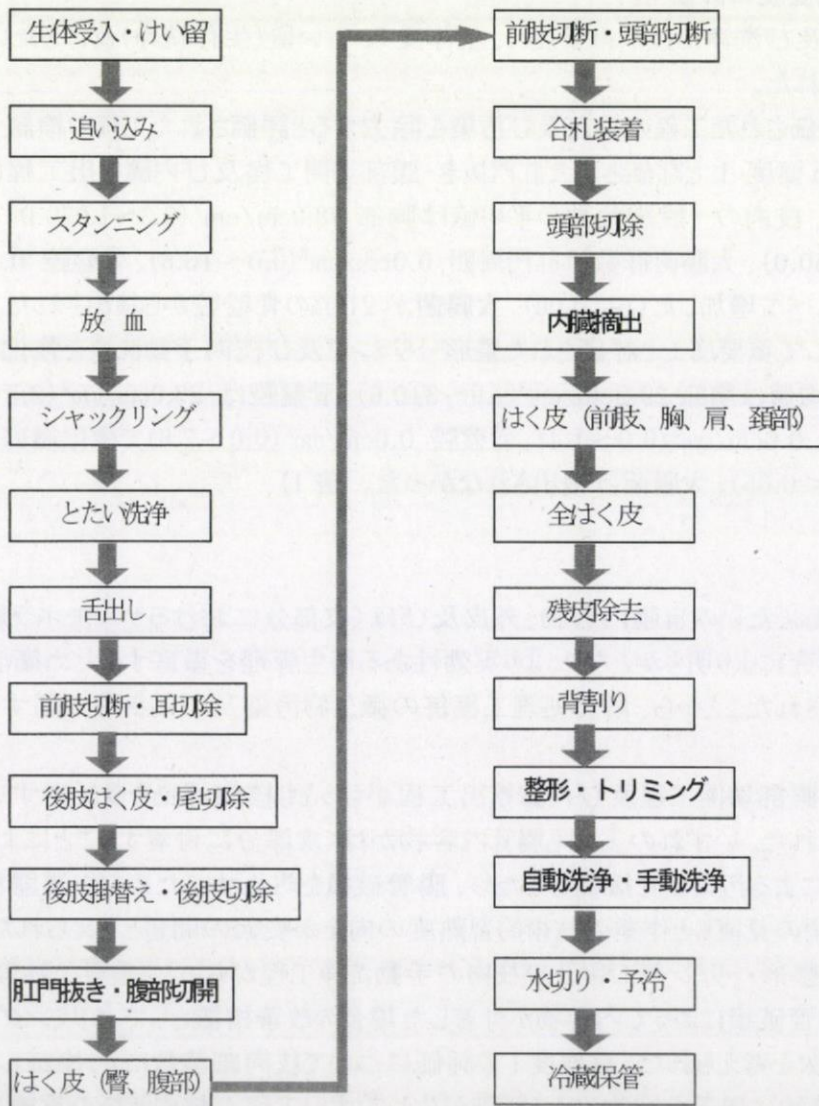 生体受入・けい留
追い込み
スタンニング
放 血
シャックリング
とたい洗浄
舌出し
前肢切断・耳切除
後肢はく皮・尾切除
後肢掛替え・後肢切除
肛門抜き・腹部切開
はく皮（臀、腹部）
前肢切断・頭部切断
台札装着
頭部切除
内臓摘出
はく皮（前肢、胸、肩、頚部）
全はく皮
残皮除去
背割り
整形・トリミング
自動洗浄・手動洗浄
水切り・予冷
冷蔵保管